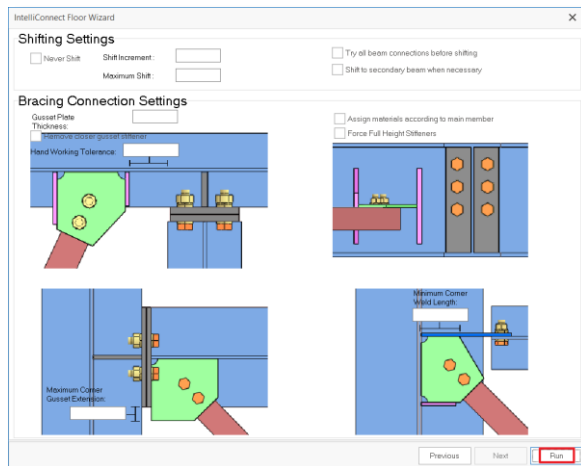 IntelliConnect Floor Wizard
Shifting Settings
Never Shift
Shift Increment :
Maximum Shift :
Try all beam connections before shifting
Shift to secondary beam when necessary
Bracing Connection Settings
Gusset Plate
Thickness:
Remove closer gusset stiffener
Hand Working Tolerance:
Assign materials according to main member
Force Full Height Stiffeners
Maximum Corner
Gusset Extension:
Minimum Corner
Weld Length:
Previous
Next
Run